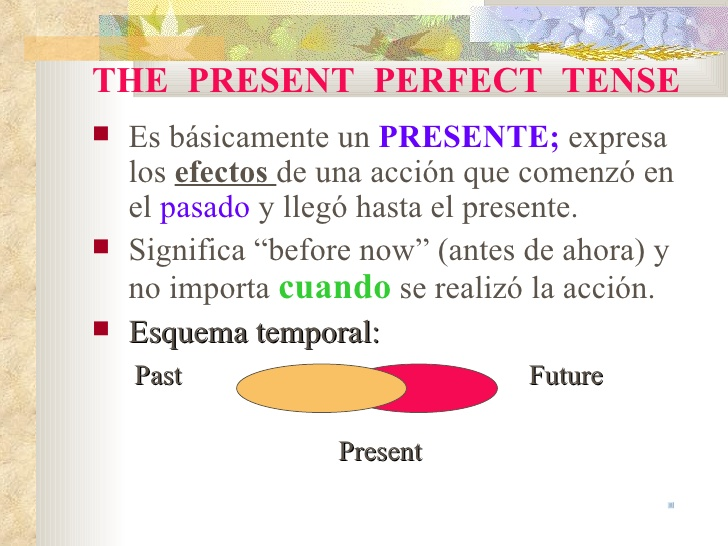 THE PRESENT PERFECT TENSE
Es básicamente un PRESENTE; expresa
los efectos de una acción que comenzó en
el pasado y llegó hasta el presente.
Significa “before now” (antes de ahora) y
no importa cuando se realizó la acción.
Esquema temporal:
Past Future
Present